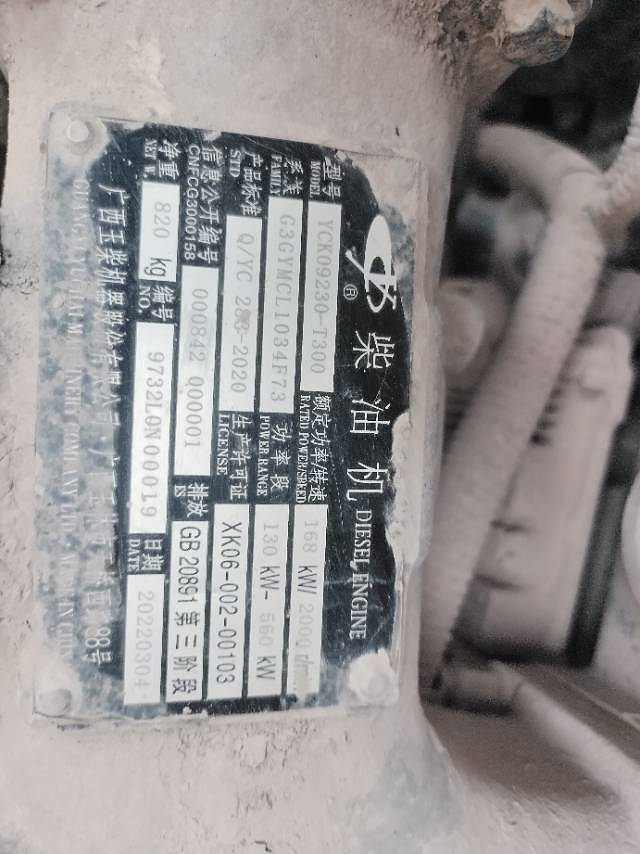 ® 柴油机 DIESEL ENGINE
型号 MODEL YCK09230-T300 额定功率/转速 RATED POWER/SPEED 168 kW/ 2000 r/min
系族 FAMILY G3GYMCL1034F73 功率段 POWER RANGE 130 kW- 560 kW
产品标准 STD Q/YC 283-2020 生产许可证 LICENSE XK06-002-00103
信息公开编号 CNFCG3000158 000842 000001 排放 ES GB 20891 第三阶段
净重 NET W. 820 kg 编号 NO. 9732L0N00019 日期 DATE 20220304
广西玉柴机器股份有限公司